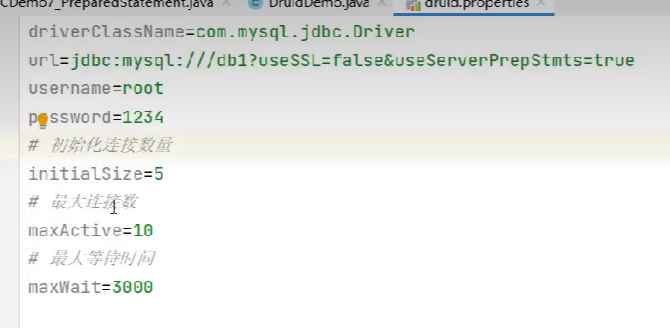 CDemo7_PreparedStatement.java DruidDemo.java druid.properties
driverClassName=com.mysql.jdbc.Driver
url=jdbc:mysql:///db1?useSSL=false&useServerPrepStmts=true
username=root
password=1234
# 初始化连接数量
initialSize=5
# 最大连接数
maxActive=10
# 最大等待时间
maxWait=3000